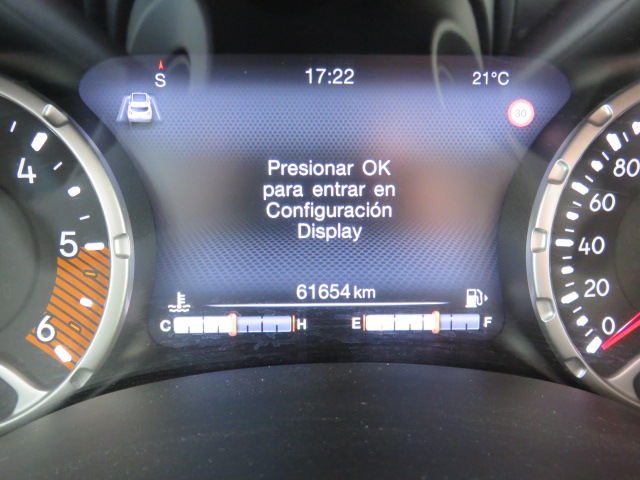 S
17:22
21°C
30
Presionar OK
para entrar en
Configuración
Display
61654 km
C H E F
4
5
6
80
60
40
20
0